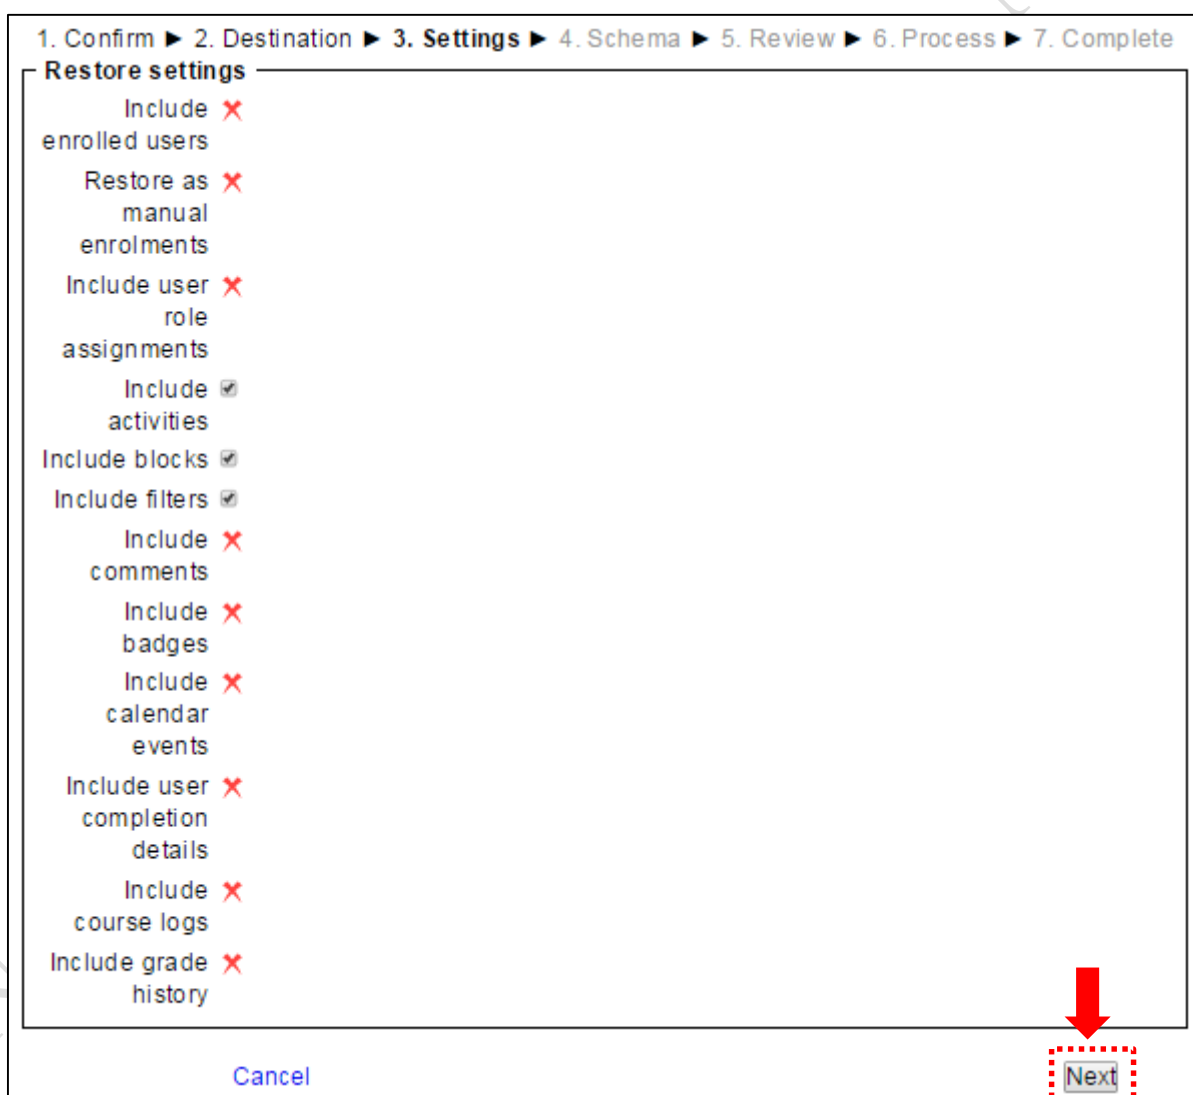 1. Confirm ► 2. Destination ► 3. Settings ► 4. Schema ► 5. Review ► 6. Process ► 7. Complete
Restore settings
Include
enrolled users
Restore as
manual
enrolments
Include user
role
assignments
Include
activities
Include blocks
Include filters
Include
comments
Include
badges
Include
calendar
events
Include user
completion
details
Include
course logs
Include grade
history
Cancel
Next